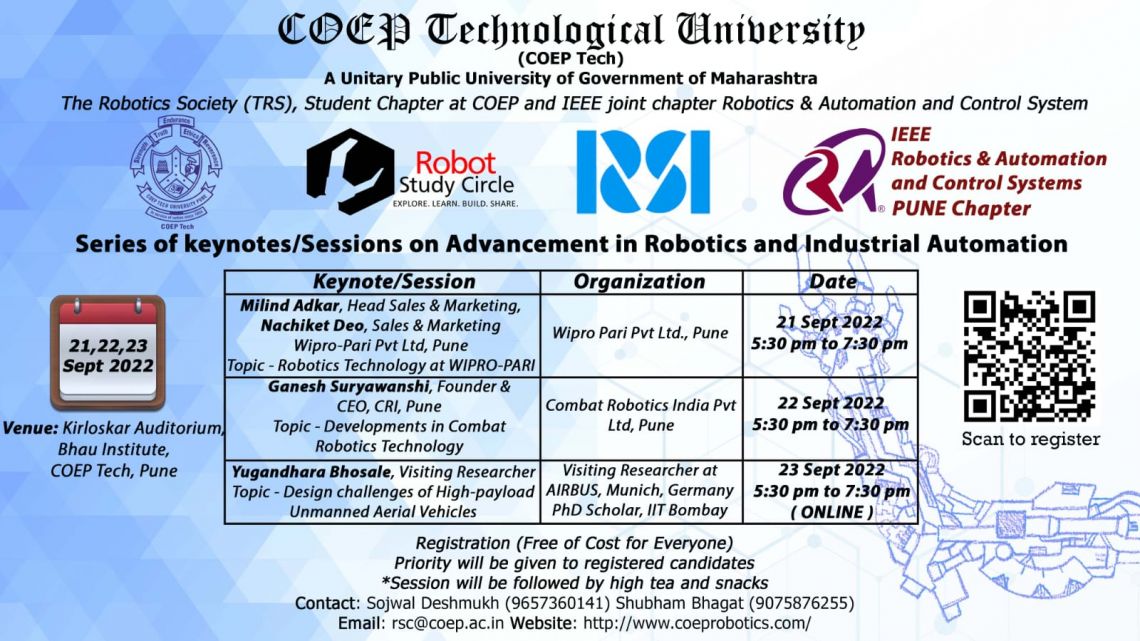 COEP Technological University
(COEP Tech)
A Unitary Public University of Government of Maharashtra
The Robotics Society (TRS), Student Chapter at COEP and IEEE joint chapter Robotics & Automation and Control System
Endurance
Strength
Truth
Ethical
Reverence
COEP TECH UNIVERSITY PUNE
COEP Tech
Robot
Study Circle
EXPLORE. LEARN. BUILD. SHARE.
RSI
RA
®
IEEE
Robotics & Automation
and Control Systems
PUNE Chapter
Series of keynotes/Sessions on Advancement in Robotics and Industrial Automation
21,22,23
Sept 2022
Venue: Kirloskar Auditorium,
Bhau Institute,
COEP Tech, Pune
Keynote/Session
Organization
Date
Milind Adkar, Head Sales & Marketing,
Nachiket Deo, Sales & Marketing
Wipro-Pari Pvt Ltd, Pune
Topic - Robotics Technology at WIPRO-PARI
Wipro Pari Pvt Ltd., Pune
21 Sept 2022
5:30 pm to 7:30 pm
Ganesh Suryawanshi, Founder &
CEO, CRI, Pune
Topic - Developments in Combat
Robotics Technology
Combat Robotics India Pvt
Ltd, Pune
22 Sept 2022
5:30 pm to 7:30 pm
Yugandhara Bhosale, Visiting Researcher
Topic - Design challenges of High-payload
Unmanned Aerial Vehicles
Visiting Researcher at
AIRBUS, Munich, Germany
PhD Scholar, IIT Bombay
23 Sept 2022
5:30 pm to 7:30 pm
( ONLINE )
Scan to register
Registration (Free of Cost for Everyone)
Priority will be given to registered candidates
*Session will be followed by high tea and snacks
Contact: Sojwal Deshmukh (9657360141) Shubham Bhagat (9075876255)
Email: rsc@coep.ac.in Website: http://www.coeprobotics.com/